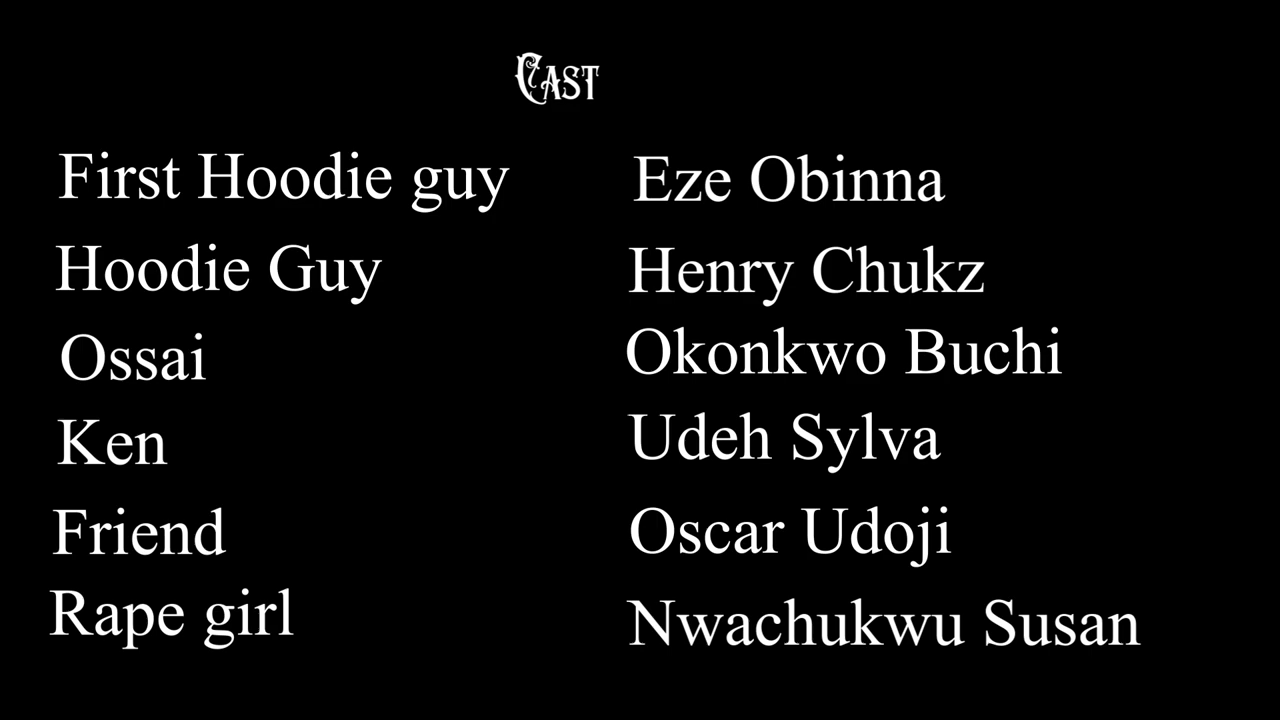 Cast
First Hoodie guy Eze Obinna
Hoodie Guy Henry Chukz
Ossai Okonkwo Buchi
Ken Udeh Sylva
Friend Oscar Udoji
Rape girl Nwachukwu Susan